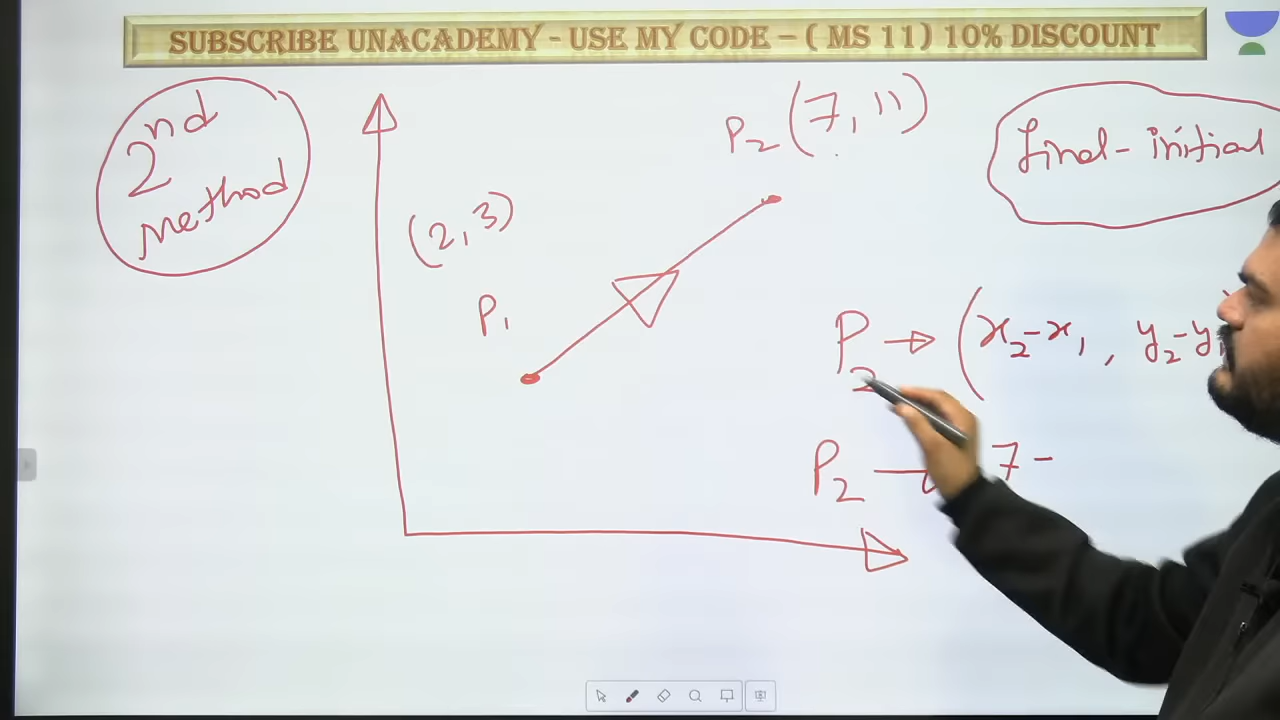 SUBSCRIBE UNACADEMY - USE MY CODE – ( MS 11) 10% DISCOUNT
2nd
method
P2 (7, 11)
final - initial
(2, 3)
P1
P2 → (x2-x1, y2-y1
P2 → 7 -